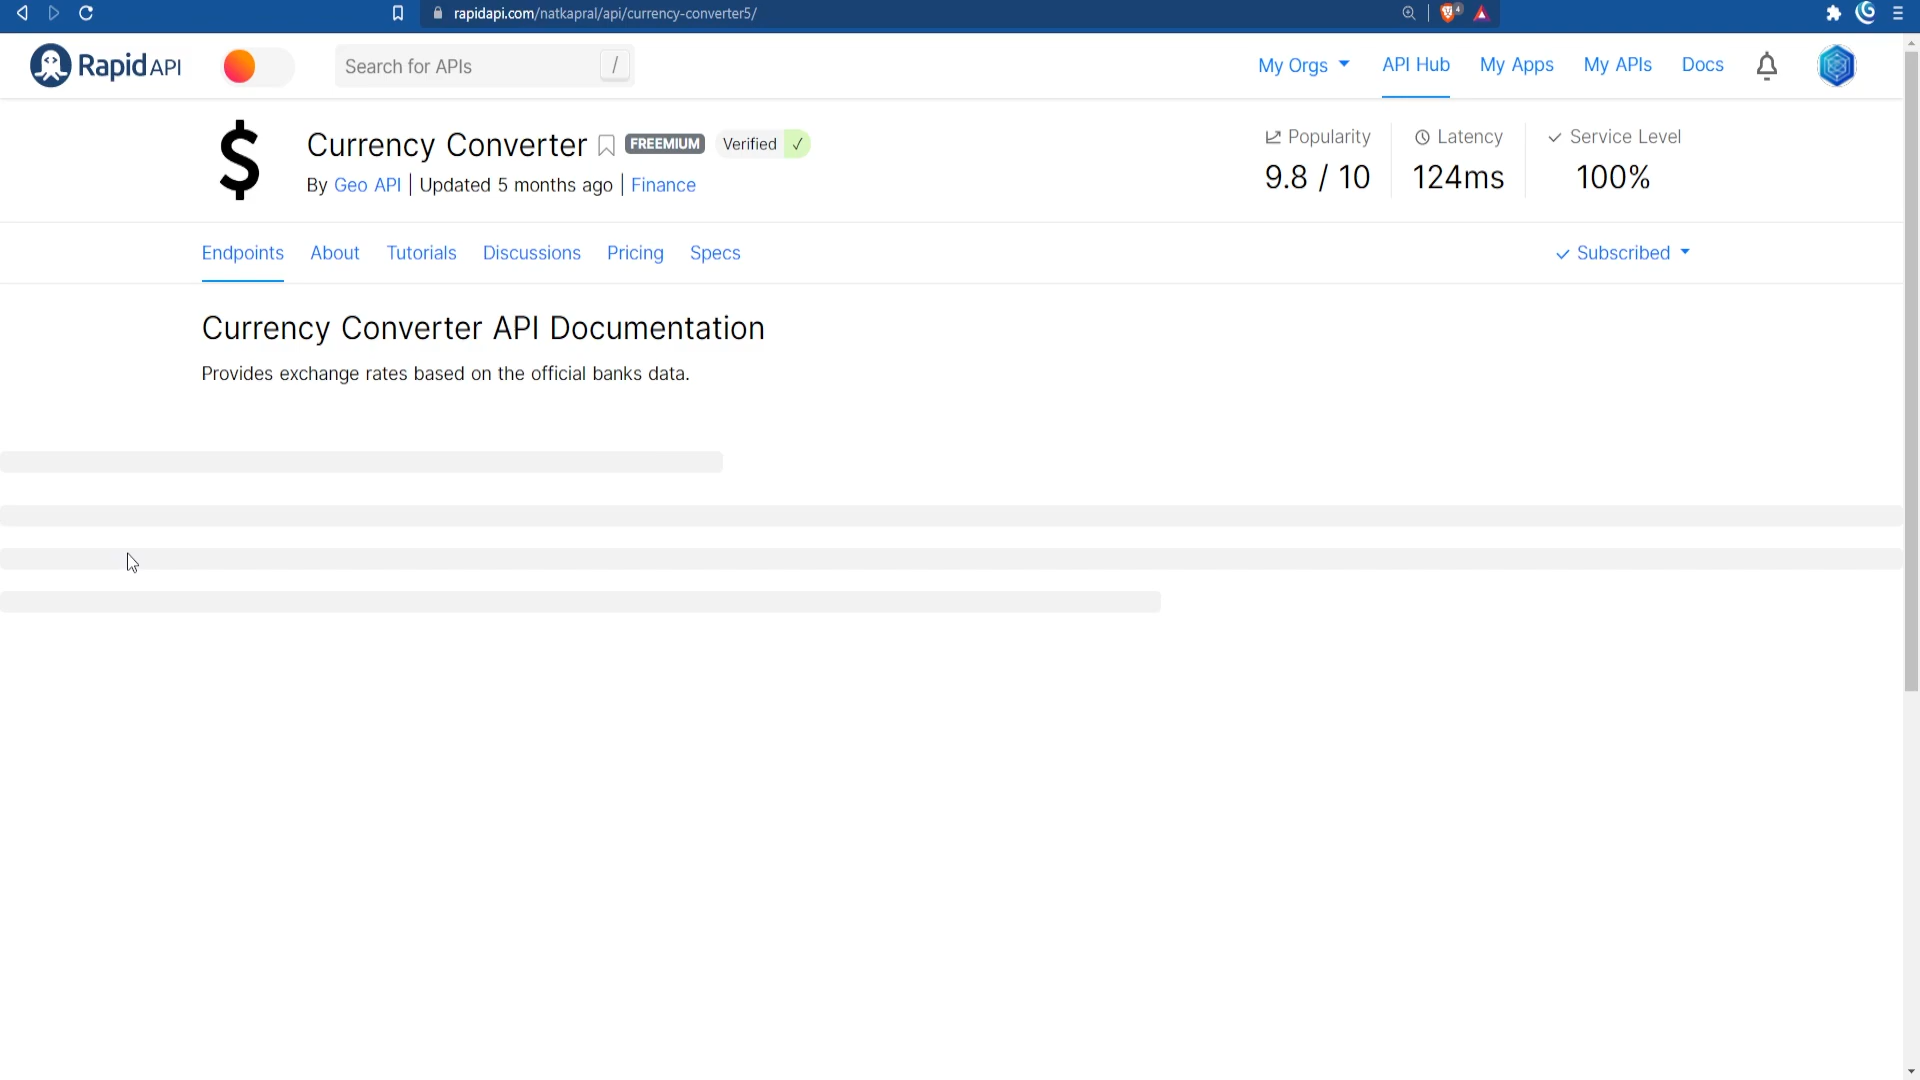 rapidapi.com/natkapral/api/currency-converter5/
4
Rapid API
Search for APIs
/
My Orgs
API Hub
My Apps
My APIs
Docs
Currency Converter
FREEMIUM
Verified ✓
By Geo API | Updated 5 months ago | Finance
Popularity
9.8 / 10
Latency
124ms
Service Level
100%
Endpoints
About
Tutorials
Discussions
Pricing
Specs
Subscribed
Currency Converter API Documentation
Provides exchange rates based on the official banks data.